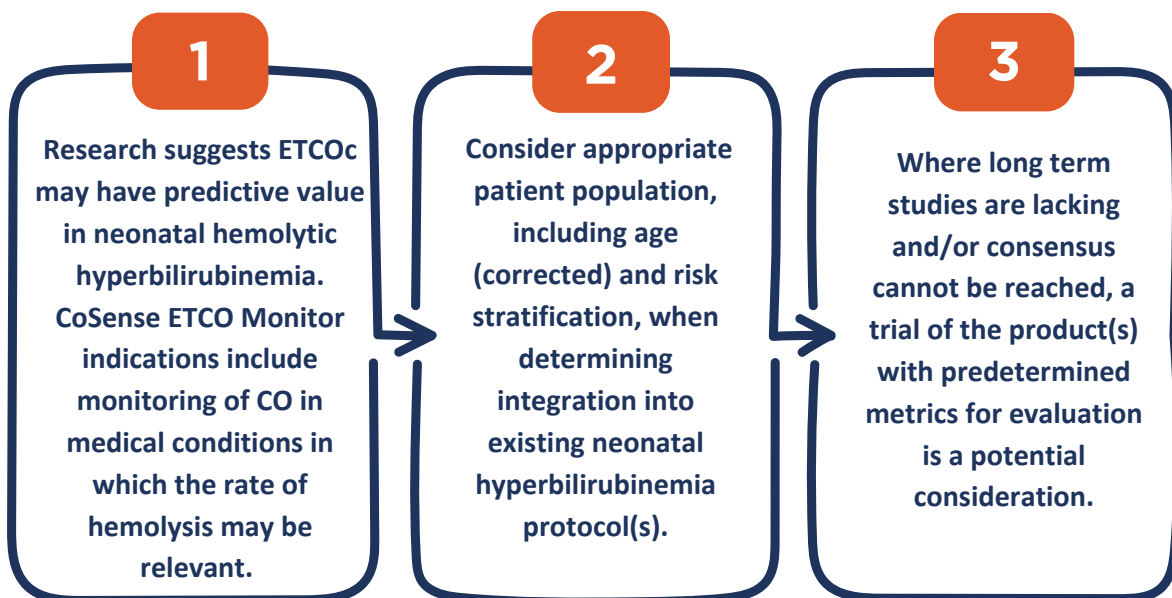 1
Research suggests ETCOc
may have predictive value
in neonatal hemolytic
hyperbilirubinemia.
CoSense ETCO Monitor
indications include
monitoring of CO in
medical conditions in
which the rate of
hemolysis may be
relevant.
2
Consider appropriate
patient population,
including age
(corrected) and risk
stratification, when
determining
integration into
existing neonatal
hyperbilirubinemia
protocol(s).
3
Where long term
studies are lacking
and/or consensus
cannot be reached, a
trial of the product(s)
with predetermined
metrics for evaluation
is a potential
consideration.